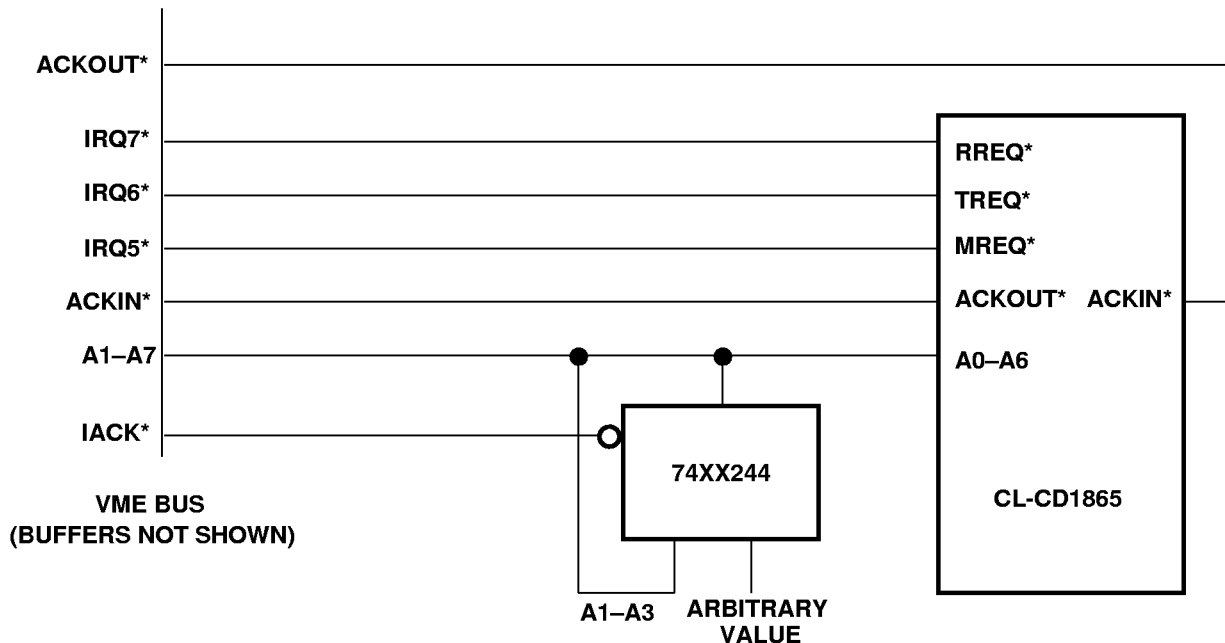 ACKOUT*
IRQ7*
RREQ*
IRQ6*
TREQ*
IRQ5*
MREQ*
ACKIN*
ACKOUT* ACKIN*
A1–A7
A0–A6
IACK*
74XX244
CL-CD1865
VME BUS
(BUFFERS NOT SHOWN)
A1–A3
ARBITRARY
VALUE